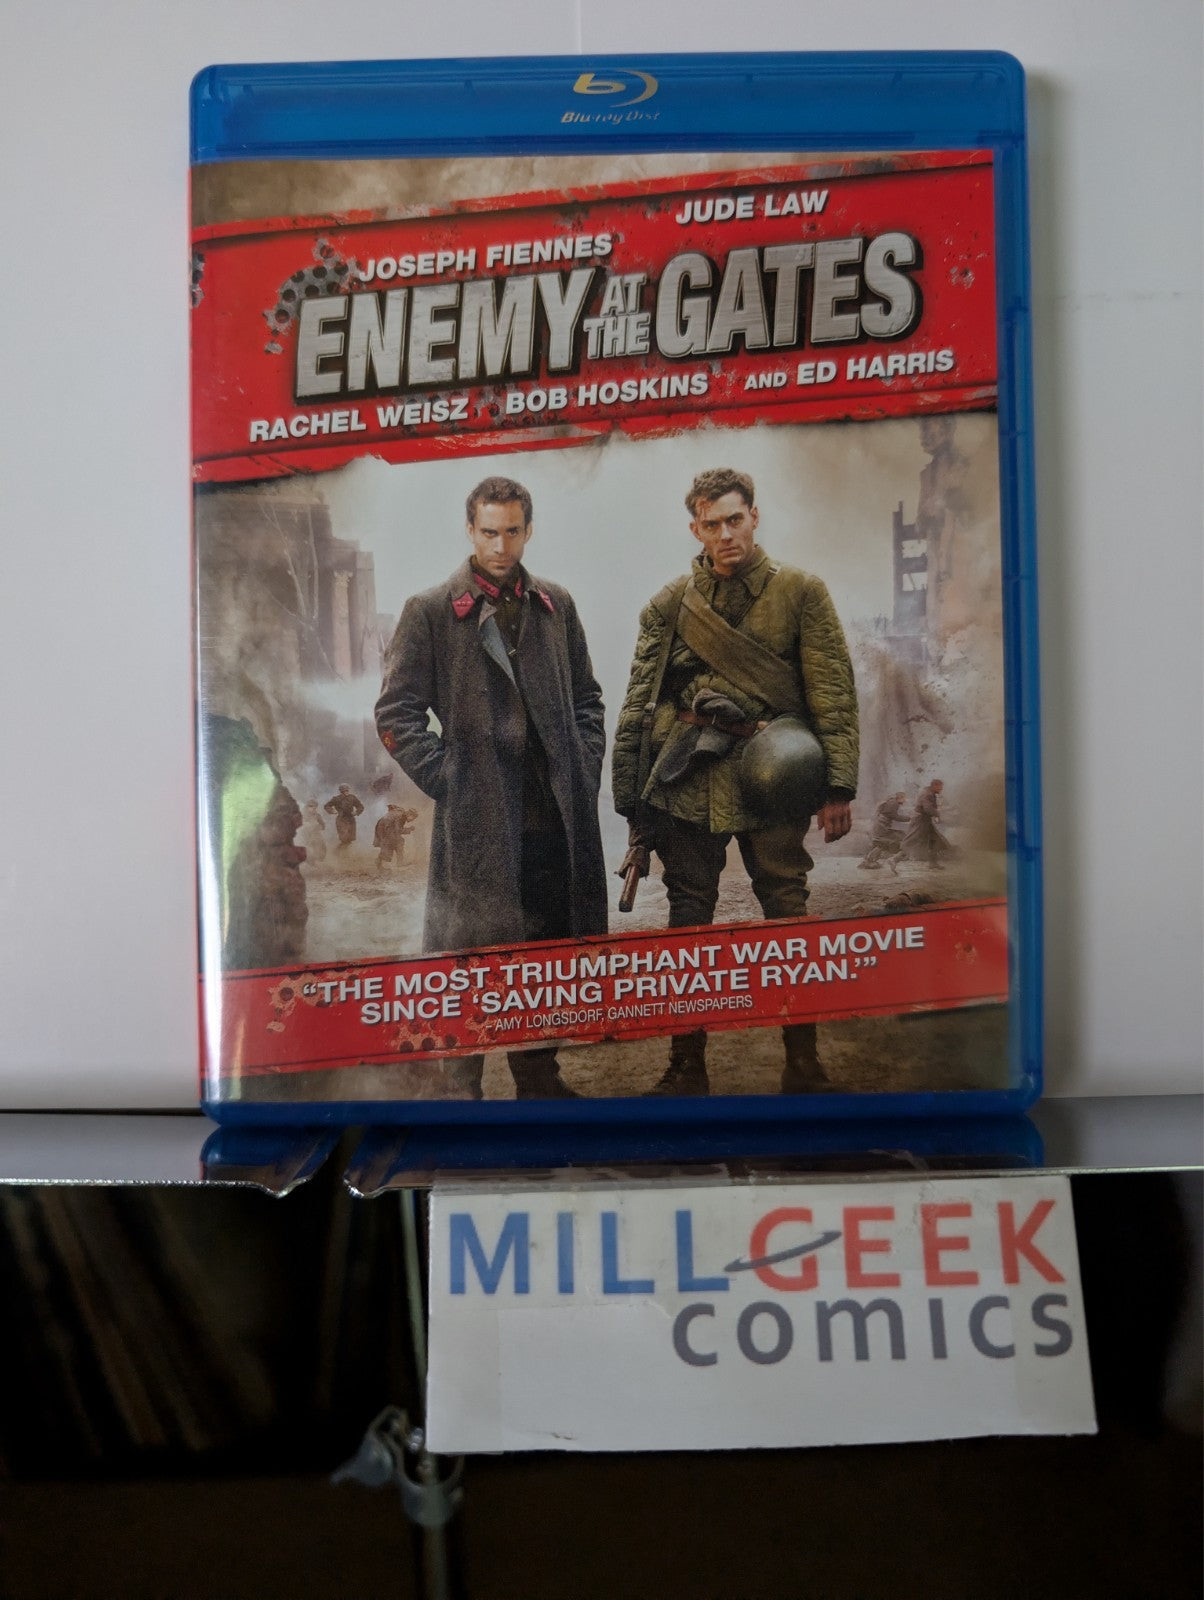 Blu-ray Disc
JUDE LAW
JOSEPH FIENNES
ENEMY AT THE GATES
RACHEL WEISZ BOB HOSKINS AND ED HARRIS
“THE MOST TRIUMPHANT WAR MOVIE
SINCE ‘SAVING PRIVATE RYAN.’”
– AMY LONGSDORF, GANNETT NEWSPAPERS
MILLGEEK
comics